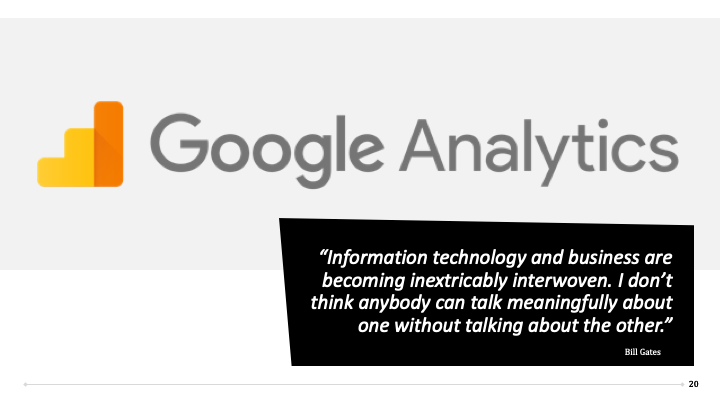 Google Analytics
“Information technology and business are
becoming inextricably interwoven. I don’t
think anybody can talk meaningfully about
one without talking about the other.”
Bill Gates
20